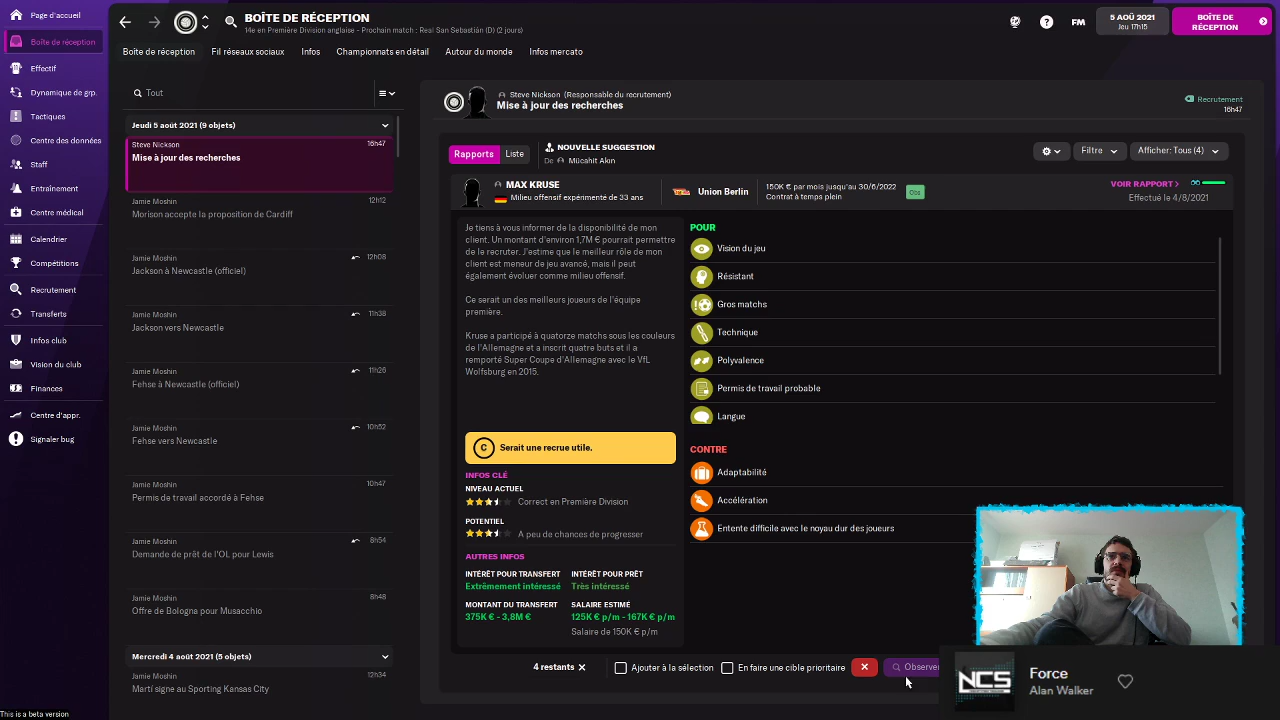 Page d'accueil
Boîte de réception
Effectif
Dynamique de grp.
Tactiques
Centre des données
Staff
Entraînement
Centre médical
Calendrier
Compétitions
Recrutement
Transferts
Infos club
Vision du club
Finances
Centre d'appr.
Signaler bug
This is a beta version
BOÎTE DE RÉCEPTION
14e en Première Division anglaise - Prochain match : Real San Sebastián (D) (2 jours)
FM
5 AOÛ 2021
Jeu 17h15
BOÎTE DE
RÉCEPTION
Boîte de réception
Fil réseaux sociaux
Infos
Championnats en détail
Autour du monde
Infos mercato
Tout
Jeudi 5 août 2021 (9 objets)
Steve Nickson
16h47
Mise à jour des recherches
Jamie Moshin
12h12
Morison accepte la proposition de Cardiff
Jamie Moshin
12h08
Jackson à Newcastle (officiel)
Jamie Moshin
11h38
Jackson vers Newcastle
Jamie Moshin
11h26
Fehse à Newcastle (officiel)
Jamie Moshin
10h52
Fehse vers Newcastle
Jamie Moshin
10h47
Permis de travail accordé à Fehse
Jamie Moshin
8h54
Demande de prêt de l'OL pour Lewis
Jamie Moshin
8h48
Offre de Bologna pour Musacchio
Mercredi 4 août 2021 (5 objets)
Jamie Moshin
12h34
Martí signe au Sporting Kansas City
Steve Nickson (Responsable du recrutement)
Mise à jour des recherches
Recrutement
16h47
Rapports
Liste
NOUVELLE SUGGESTION
De Mücahit Akın
Filtre
Afficher: Tous (4)
MAX KRUSE
Milieu offensif expérimenté de 33 ans
Union Berlin
150K € par mois jusqu'au 30/6/2022
Contrat à temps plein
Obs
VOIR RAPPORT >
Effectué le 4/8/2021
Je tiens à vous informer de la disponibilité de mon
client. Un montant d'environ 1,7M € pourrait permettre
de le recruter. J'estime que le meilleur rôle de mon
client est meneur de jeu avancé, mais il peut
également évoluer comme milieu offensif.
Ce serait un des meilleurs joueurs de l'équipe
première.
Kruse a participé à quatorze matchs sous les couleurs
de l'Allemagne et a inscrit quatre buts et il a
remporté Super Coupe d'Allemagne avec le VfL
Wolfsburg en 2015.
C
Serait une recrue utile.
INFOS CLÉ
NIVEAU ACTUEL
Correct en Première Division
POTENTIEL
A peu de chances de progresser
AUTRES INFOS
INTÉRÊT POUR TRANSFERT
Extrêmement intéressé
INTÉRÊT POUR PRÊT
Très intéressé
MONTANT DU TRANSFERT
375K € - 3,8M €
SALAIRE ESTIMÉ
125K € p/m - 167K € p/m
Salaire de 150K € p/m
POUR
Vision du jeu
Résistant
Gros matchs
Technique
Polyvalence
Permis de travail probable
Langue
CONTRE
Adaptabilité
Accélération
Entente difficile avec le noyau dur des joueurs
4 restants
Ajouter à la sélection
En faire une cible prioritaire
Observer
NCS
Force
Alan Walker